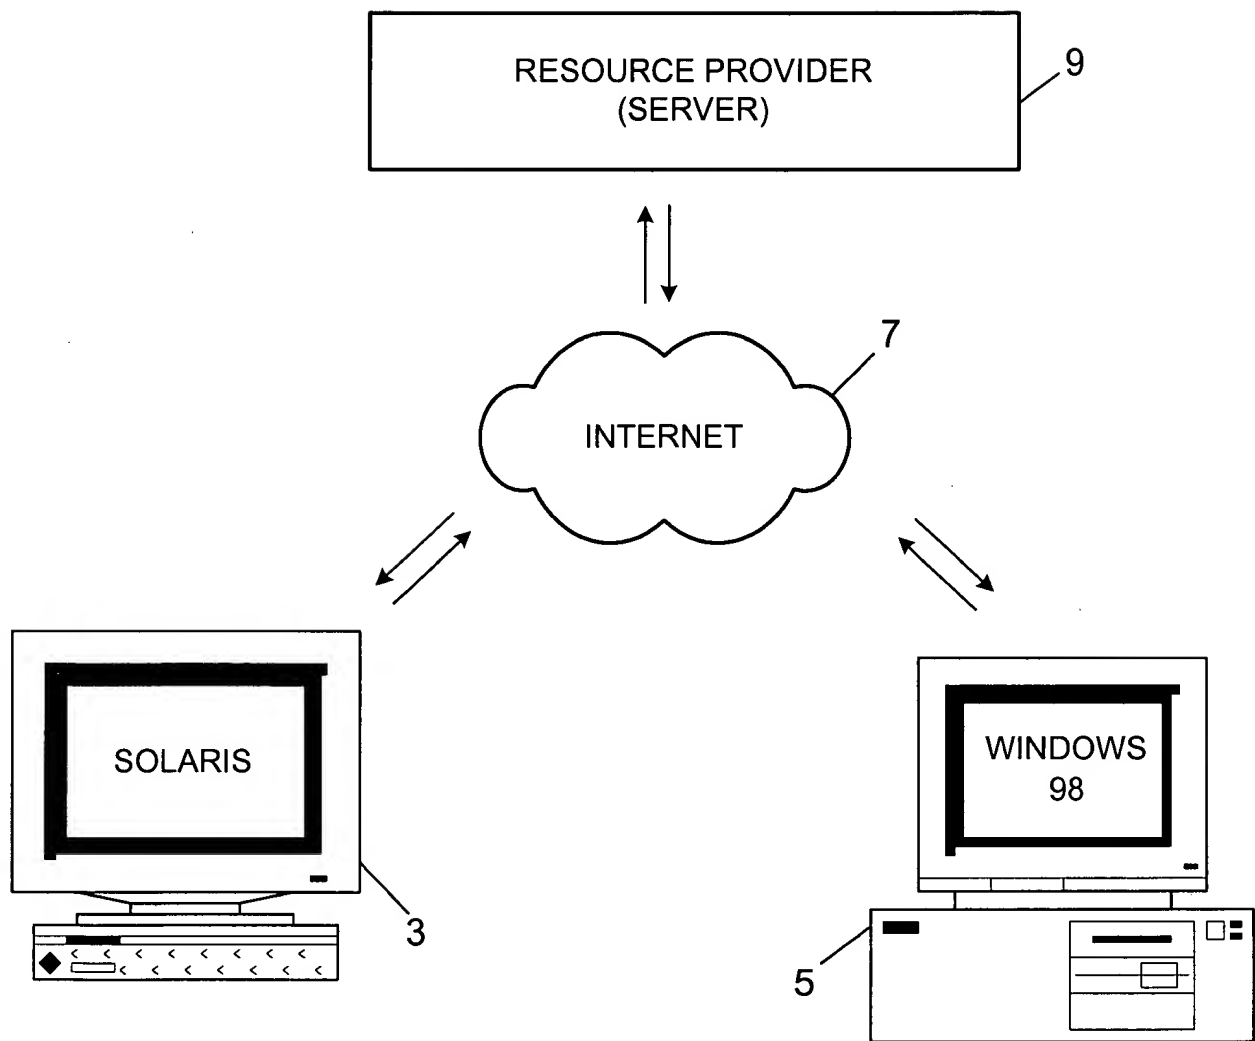 RESOURCE PROVIDER
(SERVER)
9
7
INTERNET
SOLARIS
WINDOWS
98
3
5